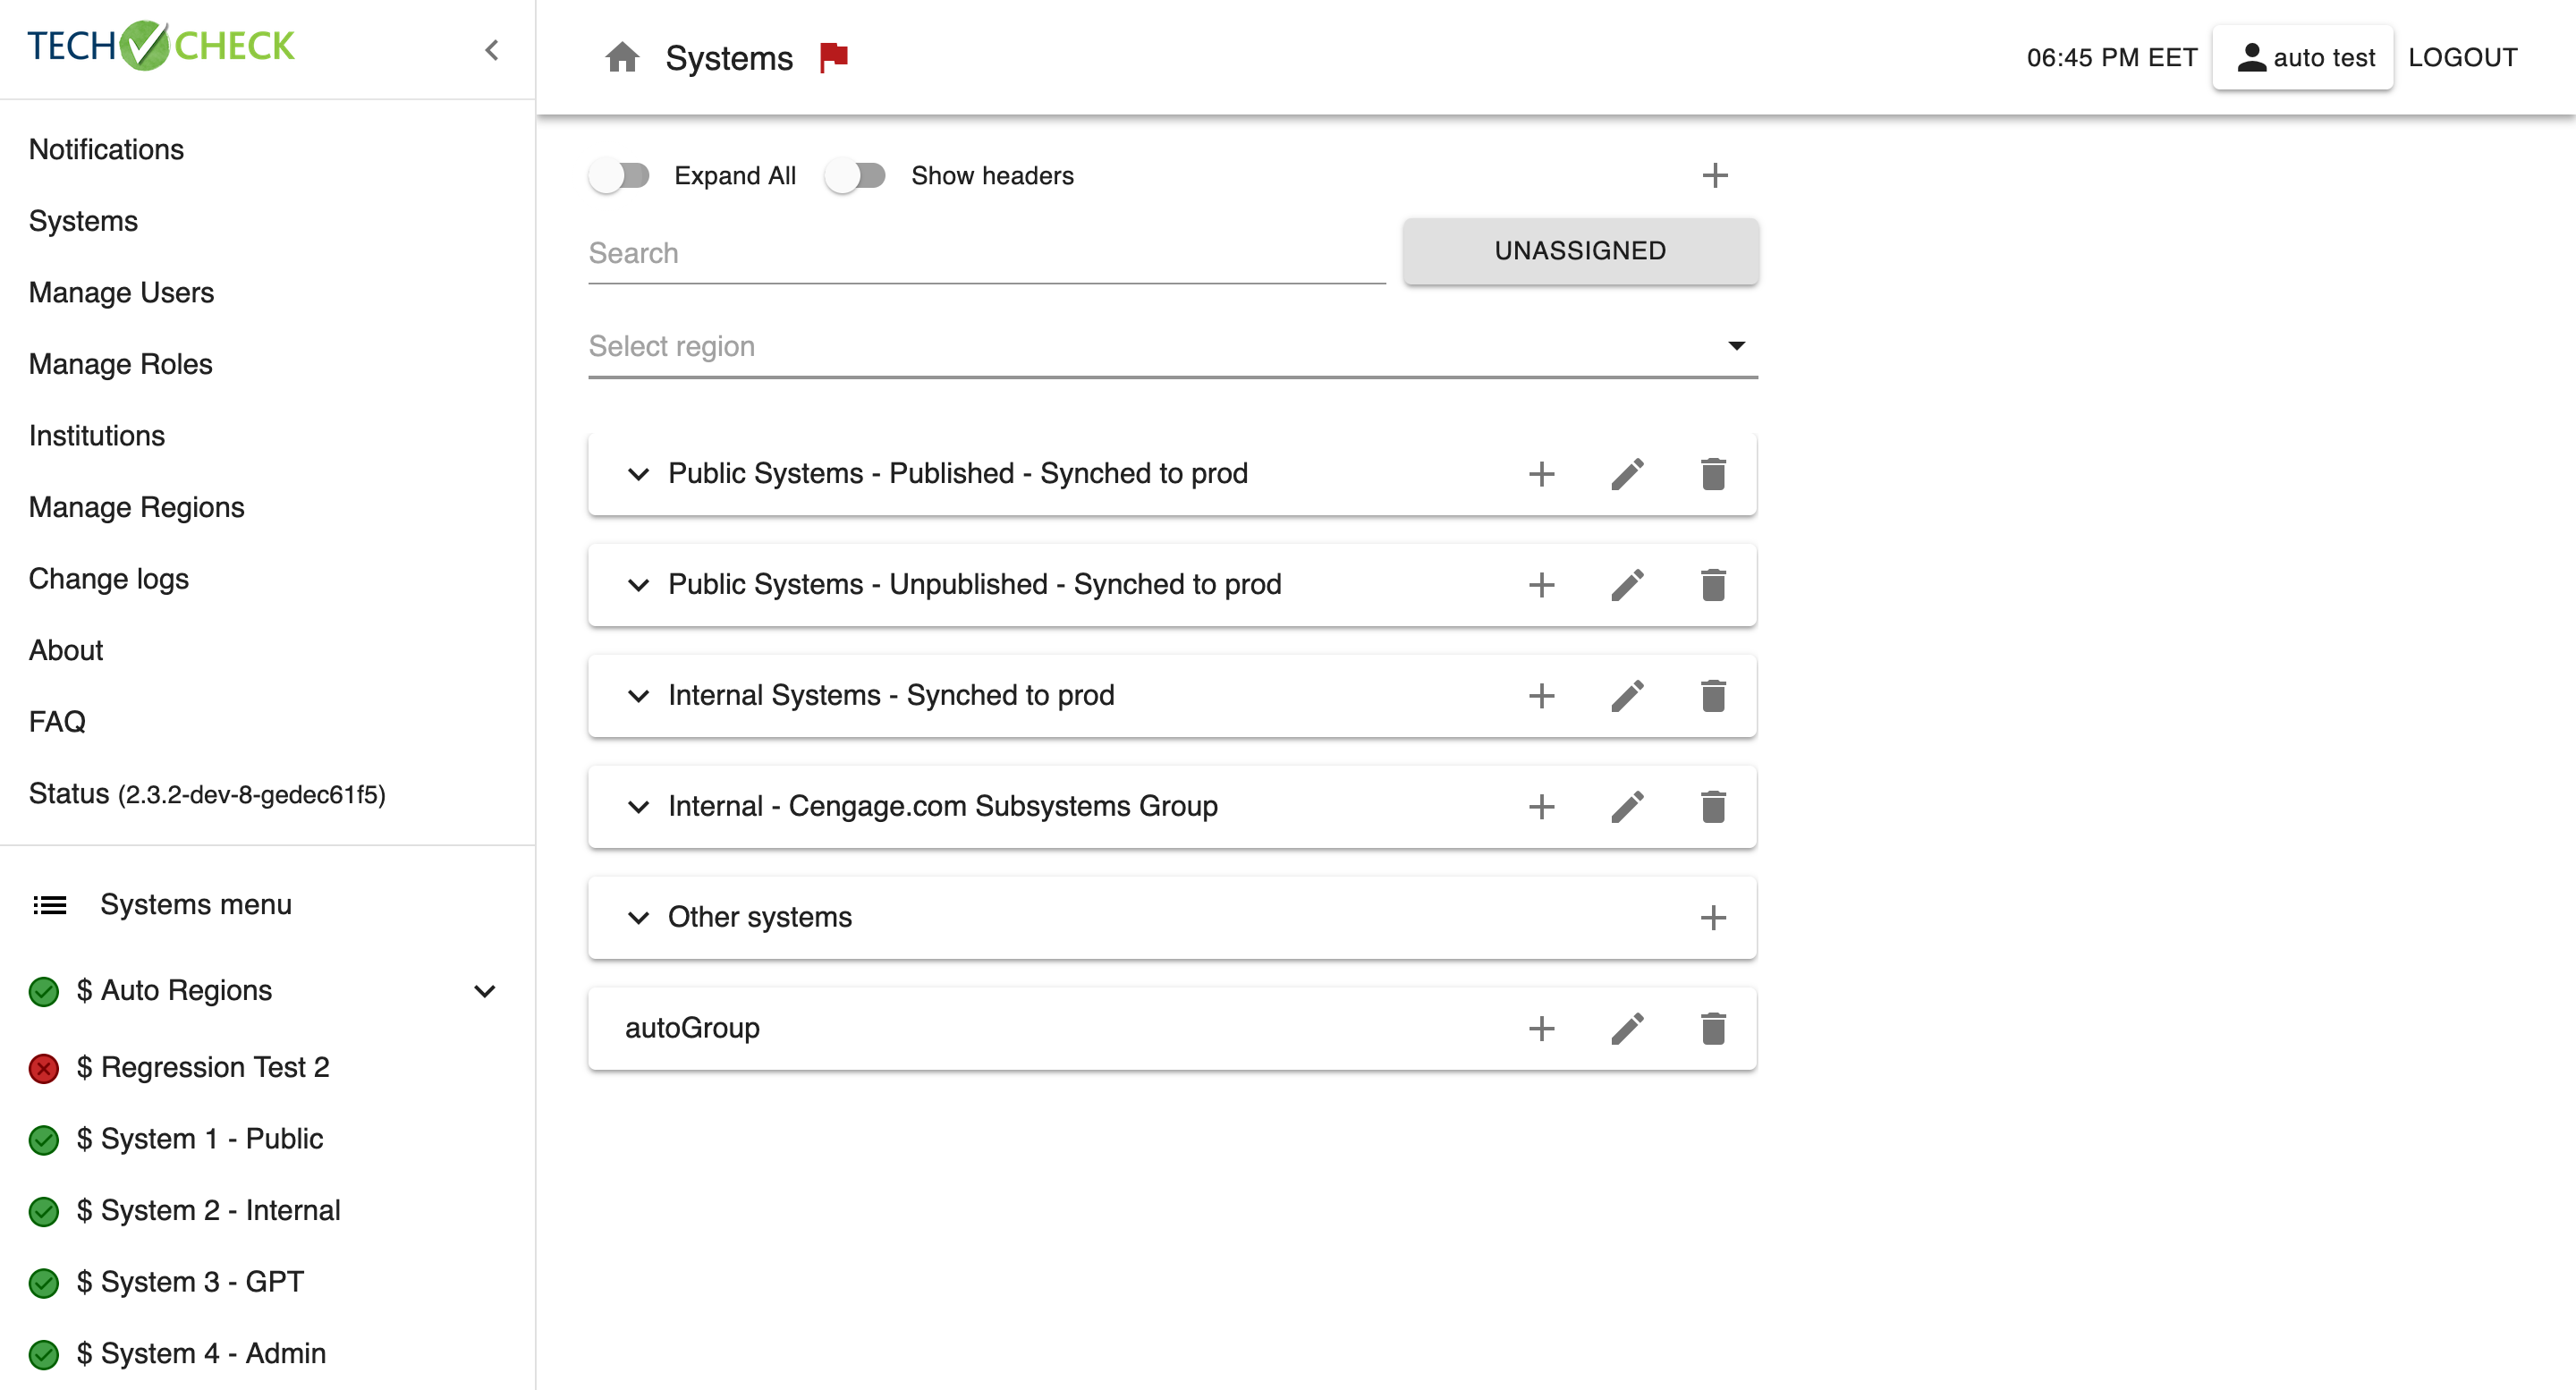 TECH CHECK
Systems
06:45 PM EET
auto test
LOGOUT
Notifications
Systems
Manage Users
Manage Roles
Institutions
Manage Regions
Change logs
About
FAQ
Status (2.3.2-dev-8-gedec61f5)
Systems menu
$ Auto Regions
$ Regression Test 2
$ System 1 - Public
$ System 2 - Internal
$ System 3 - GPT
$ System 4 - Admin
Expand All
Show headers
Search
UNASSIGNED
Select region
Public Systems - Published - Synched to prod
Public Systems - Unpublished - Synched to prod
Internal Systems - Synched to prod
Internal - Cengage.com Subsystems Group
Other systems
autoGroup